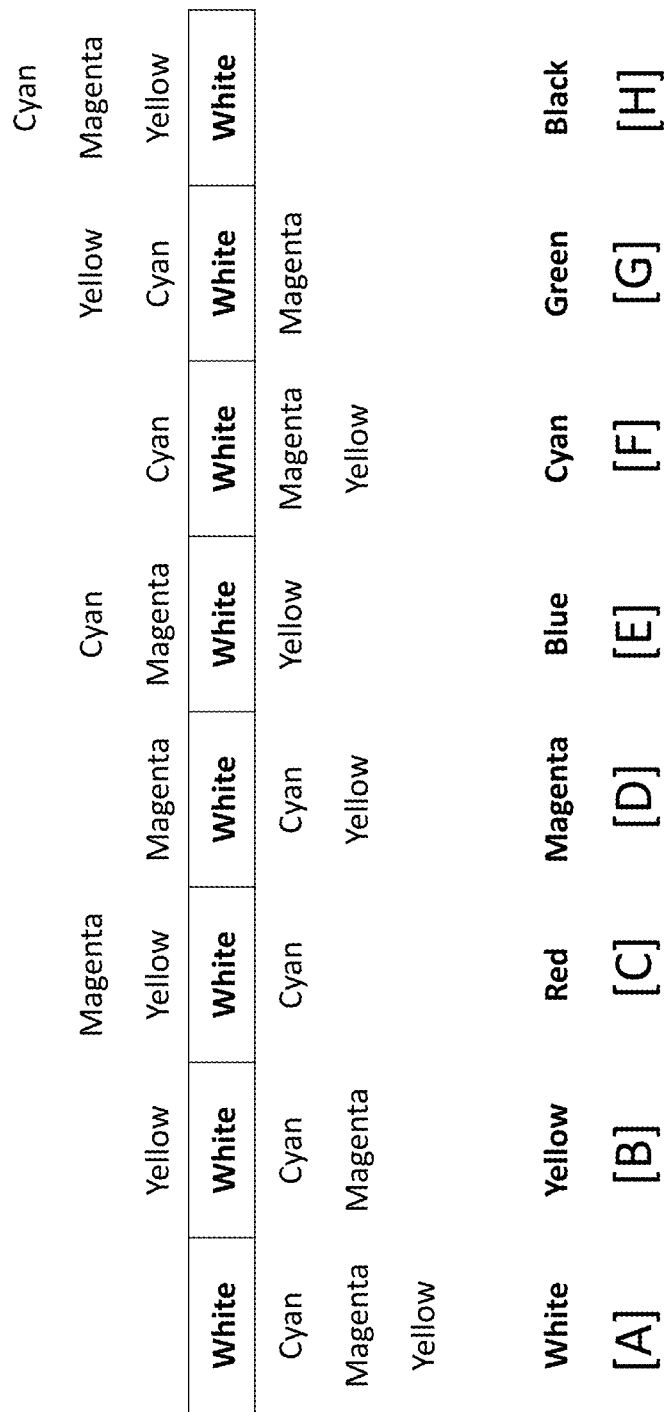 Cyan
Magenta Cyan Yellow Magenta
Yellow Yellow Magenta Magenta Cyan Cyan Yellow
White White White White White White White White
Cyan Cyan Cyan Cyan Yellow Magenta Magenta
Magenta Magenta Yellow Yellow
Yellow
White Yellow Red Magenta Blue Cyan Green Black
[A] [B] [C] [D] [E] [F] [G] [H]